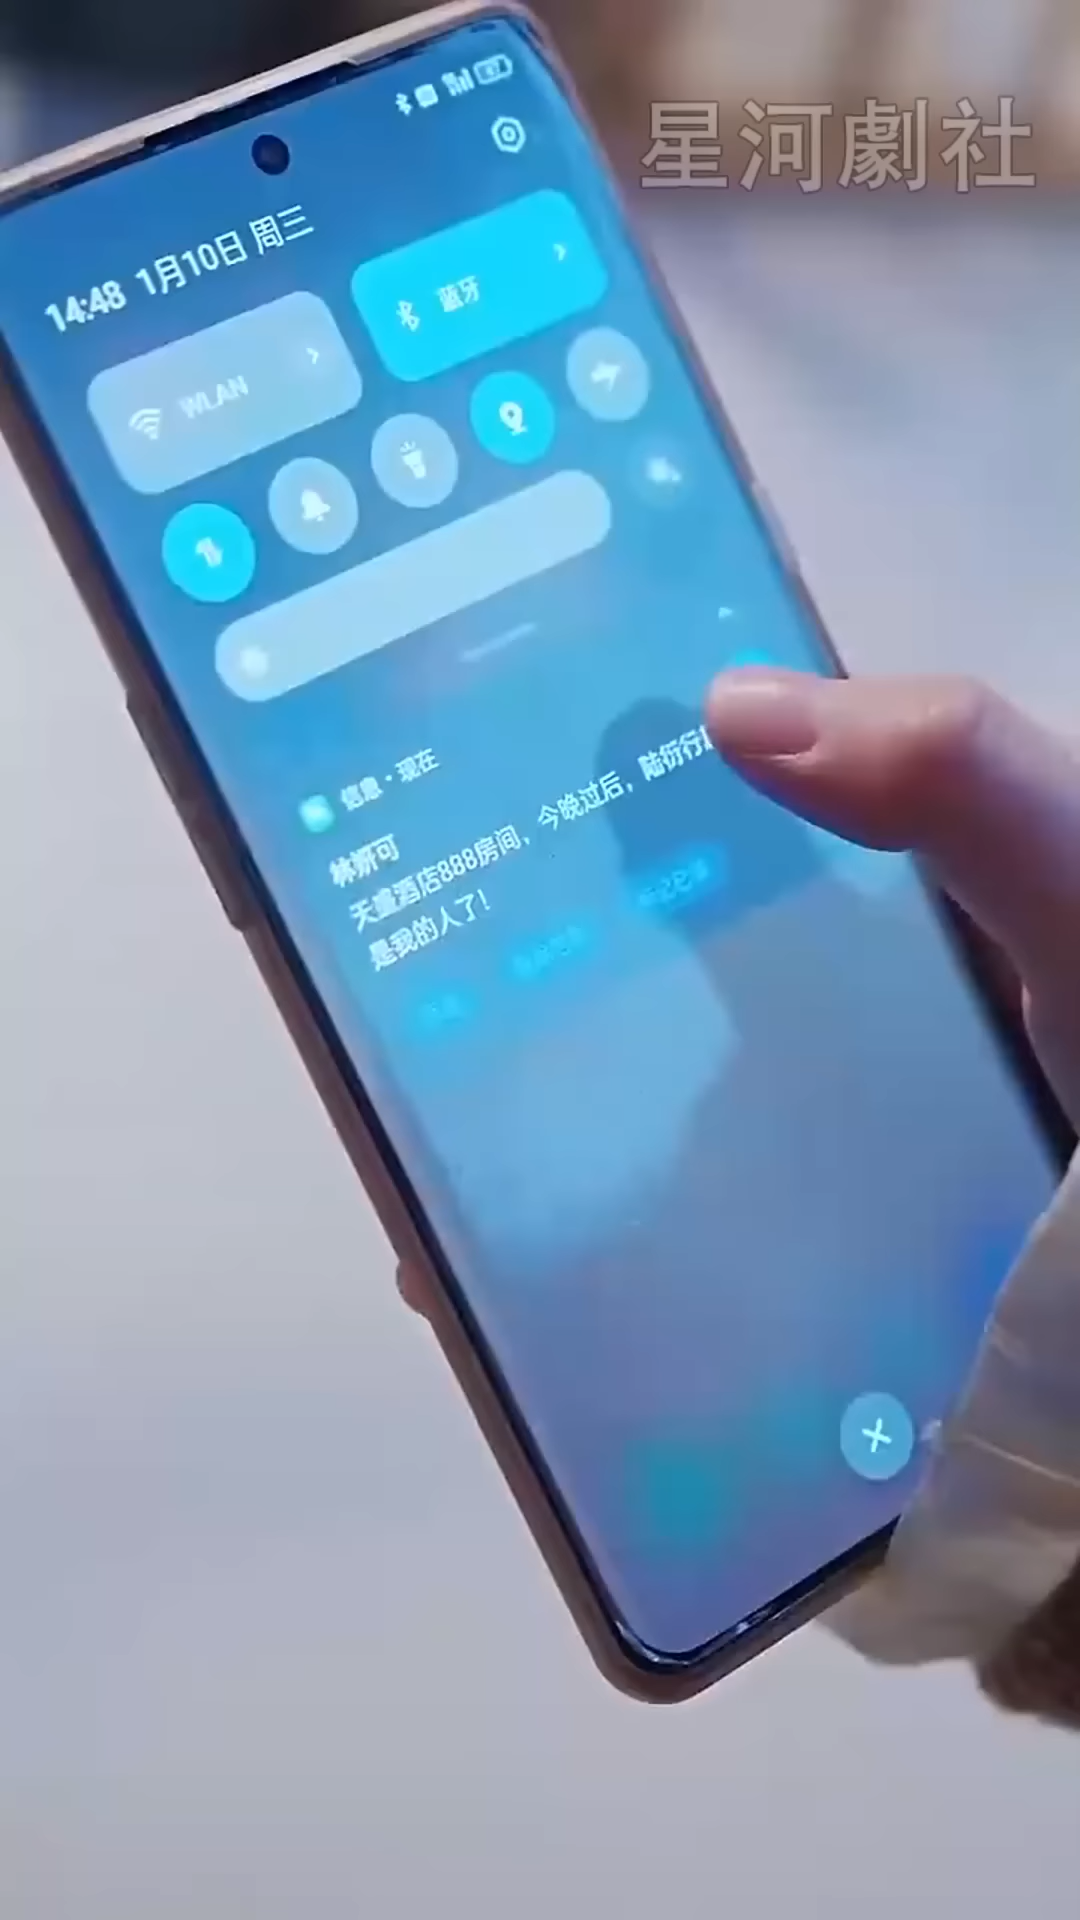 星河劇社
14:48 1月10日 周三
蓝牙
WLAN
信息·现在
林妍可
天盛酒店888房间，今晚过后，陆衍行
是我的人了！